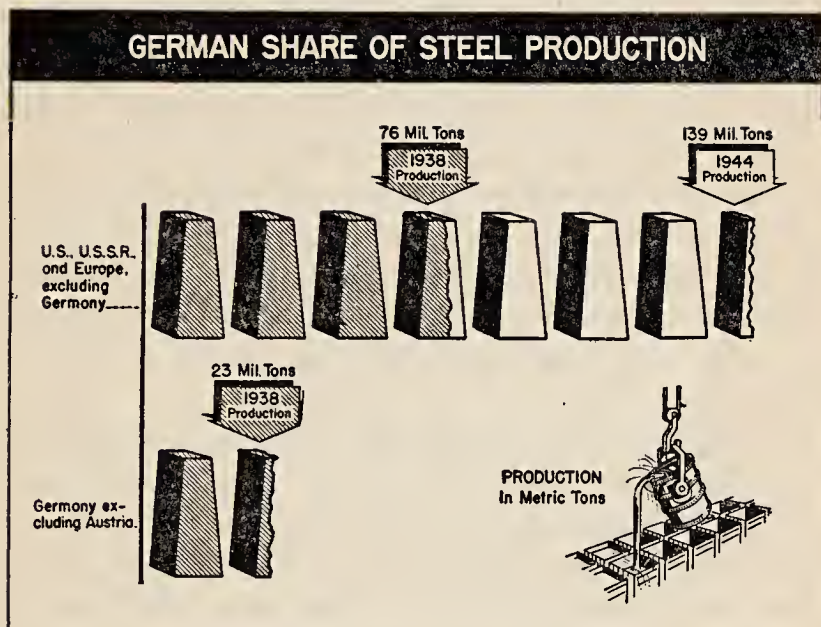 GERMAN SHARE OF STEEL PRODUCTION
76 Mil. Tons
1938
Production
139 Mil. Tons
1944
Production
U.S., U.S.S.R.,
and Europe,
excluding
Germany
23 Mil. Tons
1938
Production
Germany ex-
cluding Austria.
PRODUCTION
In Metric Tons